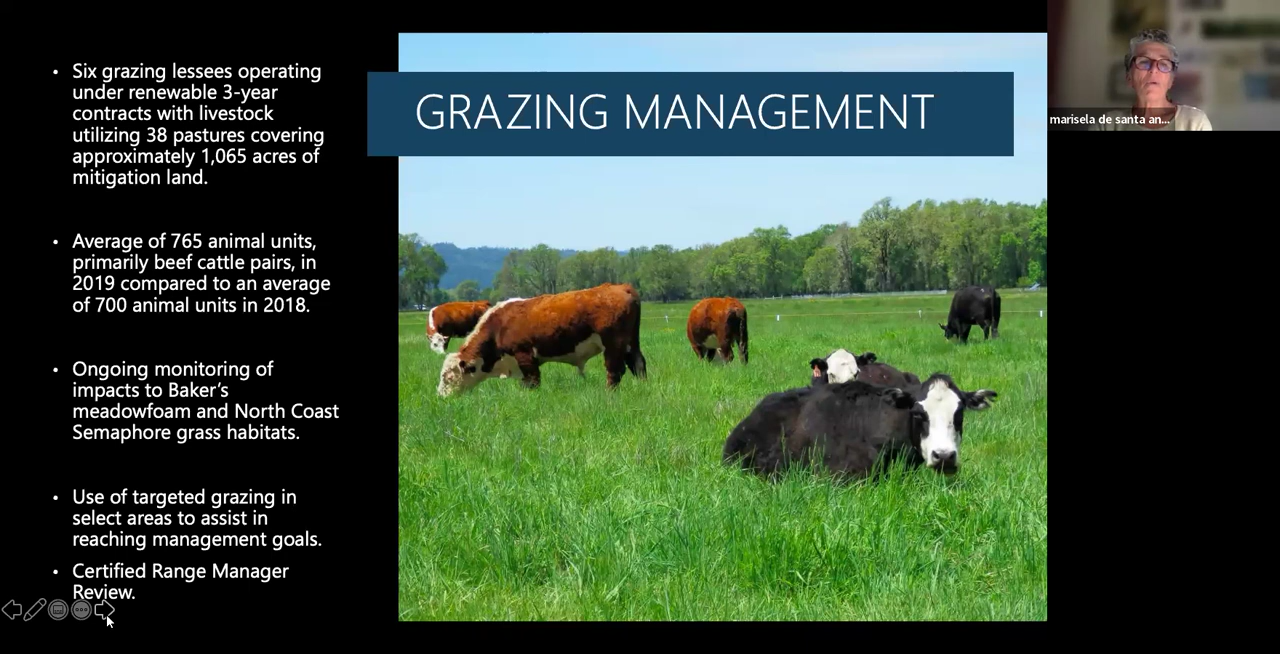 GRAZING MANAGEMENT
• Six grazing lessees operating
under renewable 3-year
contracts with livestock
utilizing 38 pastures covering
approximately 1,065 acres of
mitigation land.
• Average of 765 animal units,
primarily beef cattle pairs, in
2019 compared to an average
of 700 animal units in 2018.
• Ongoing monitoring of
impacts to Baker’s
meadowfoam and North Coast
Semaphore grass habitats.
• Use of targeted grazing in
select areas to assist in
reaching management goals.
• Certified Range Manager
Review.
marisela de santa an...